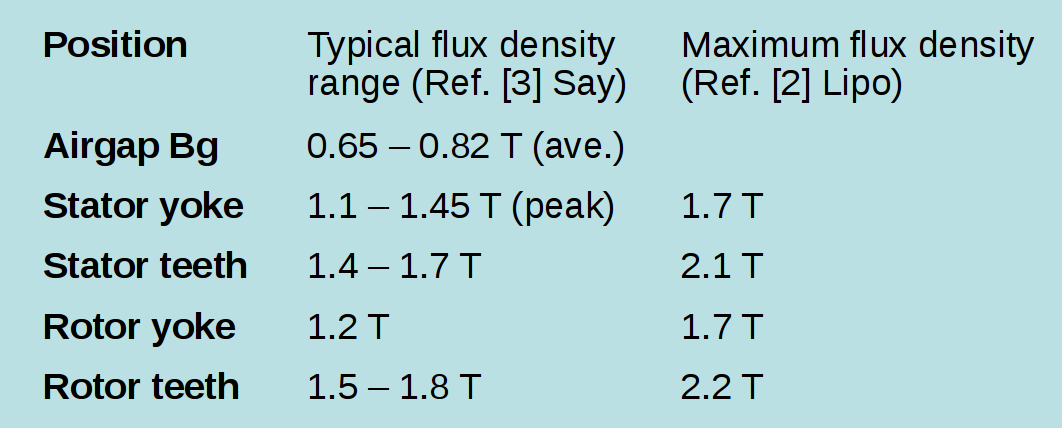 Position Typical flux density Maximum flux density
range (Ref. [3] Say) (Ref. [2] Lipo)
Airgap Bg 0.65 – 0.82 T (ave.)
Stator yoke 1.1 – 1.45 T (peak) 1.7 T
Stator teeth 1.4 – 1.7 T 2.1 T
Rotor yoke 1.2 T 1.7 T
Rotor teeth 1.5 – 1.8 T 2.2 T